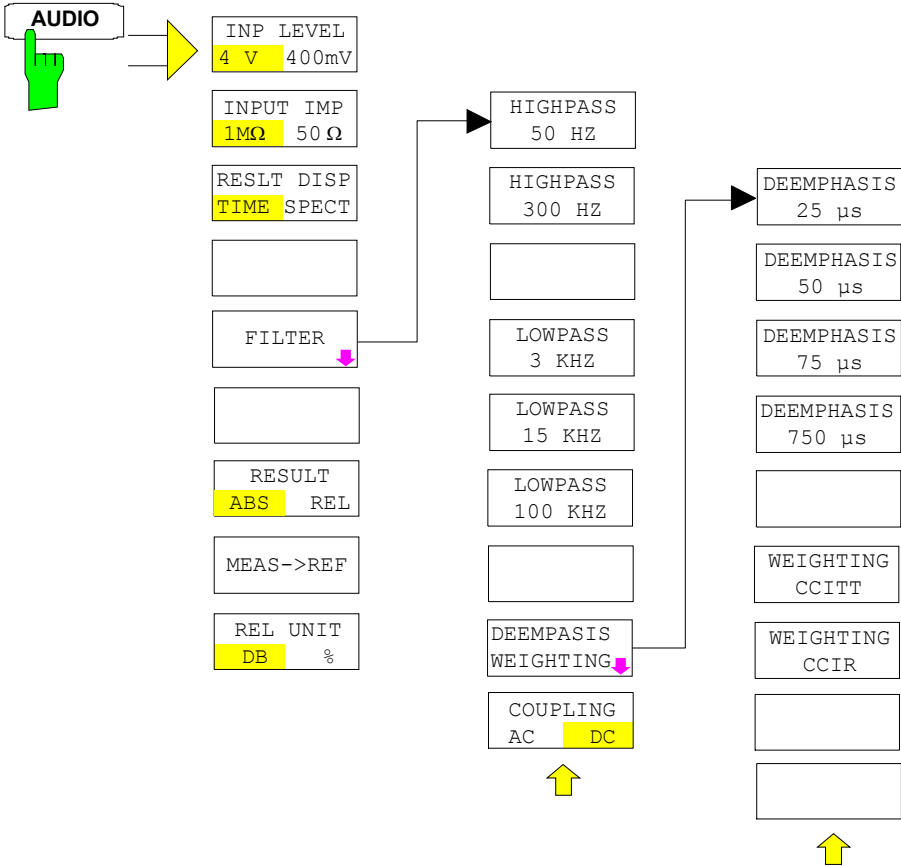 AUDIO
INP LEVEL
4 V 400mV
INPUT IMP
1MΩ 50 Ω
RESLT DISP
TIME SPECT
FILTER
RESULT
ABS REL
MEAS->REF
REL UNIT
DB %
HIGHPASS
50 HZ
HIGHPASS
300 HZ
LOWPASS
3 KHZ
LOWPASS
15 KHZ
LOWPASS
100 KHZ
DEEMPASIS
WEIGHTING
COUPLING
AC DC
DEEMPHASIS
25 µs
DEEMPHASIS
50 µs
DEEMPHASIS
75 µs
DEEMPHASIS
750 µs
WEIGHTING
CCITT
WEIGHTING
CCIR